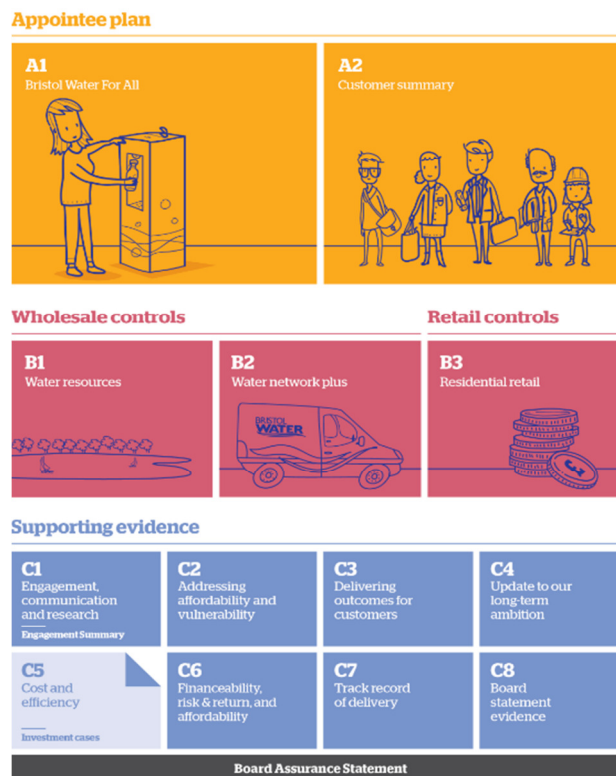 Appointee plan
A1
Bristol Water For All
A2
Customer summary
Wholesale controls
Retail controls
B1
Water resources
B2
Water network plus
BRISTOL
WATER
B3
Residential retail
£
Supporting evidence
C1
Engagement,
communication
and research
Engagement Summary
C2
Addressing
affordability and
vulnerability
C3
Delivering
outcomes for
customers
C4
Update to our
long-term
ambition
C5
Cost and
efficiency
Investment cases
C6
Financeability,
risk & return, and
affordability
C7
Track record
of delivery
C8
Board
statement
evidence
Board Assurance Statement